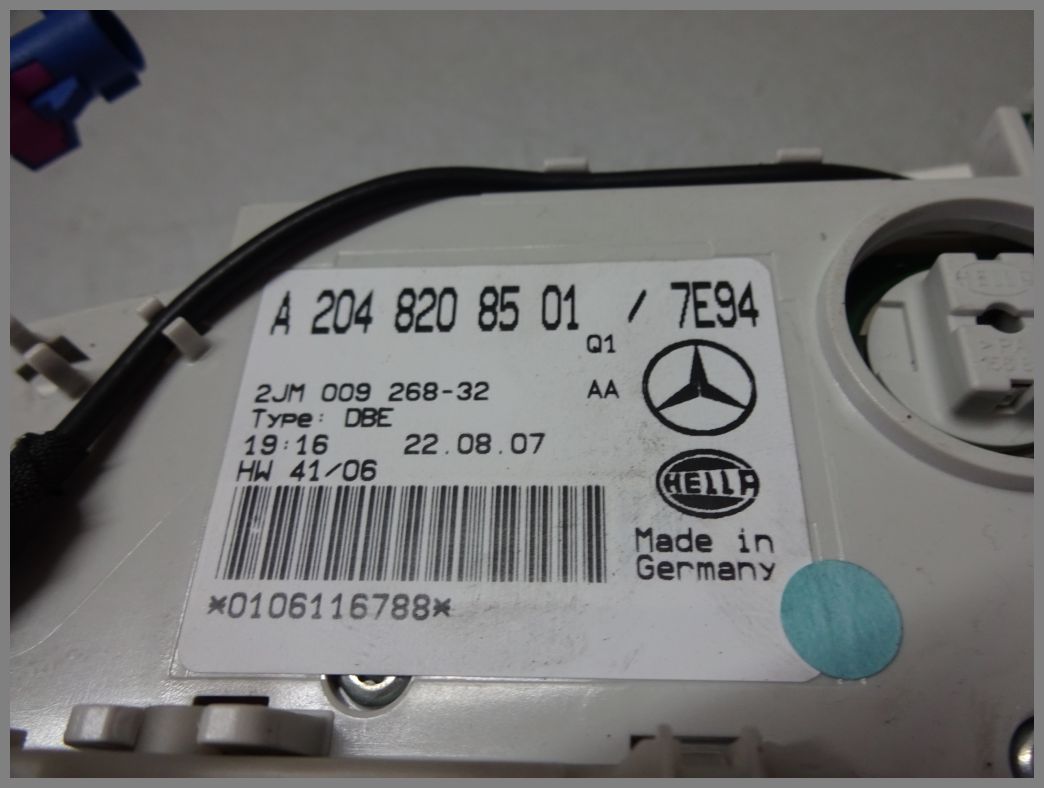 A 204 820 85 01 / 7E94
Q1
2JM 009 268-32 AA
Type: DBE
19:16 22.08.07
HW 41/06
HELLA
Made in
Germany
*0106116788*
HELLA